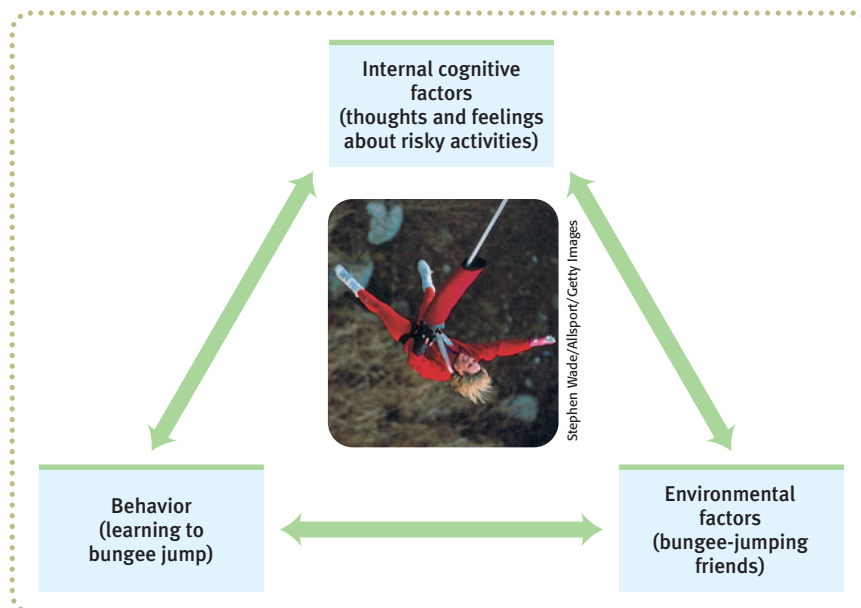 Internal cognitive
factors
(thoughts and feelings
about risky activities)
Stephen Wade/Allsport/Getty Images
Behavior
(learning to
bungee jump)
Environmental
factors
(bungee-jumping
friends)